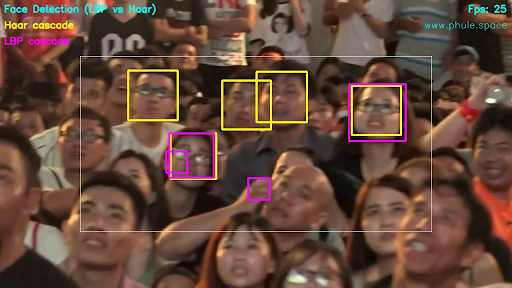 Face Detection (LBP vs Haar)
Fps: 25
Haar cascade
www.phule.space
LBP cascade